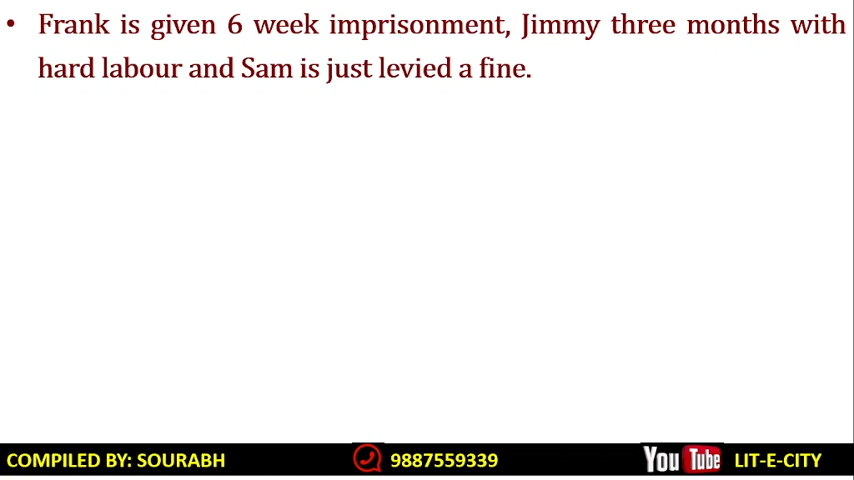 • Frank is given 6 week imprisonment, Jimmy three months with
hard labour and Sam is just levied a fine.
COMPILED BY: SOURABH 9887559339 YouTube LIT-E-CITY